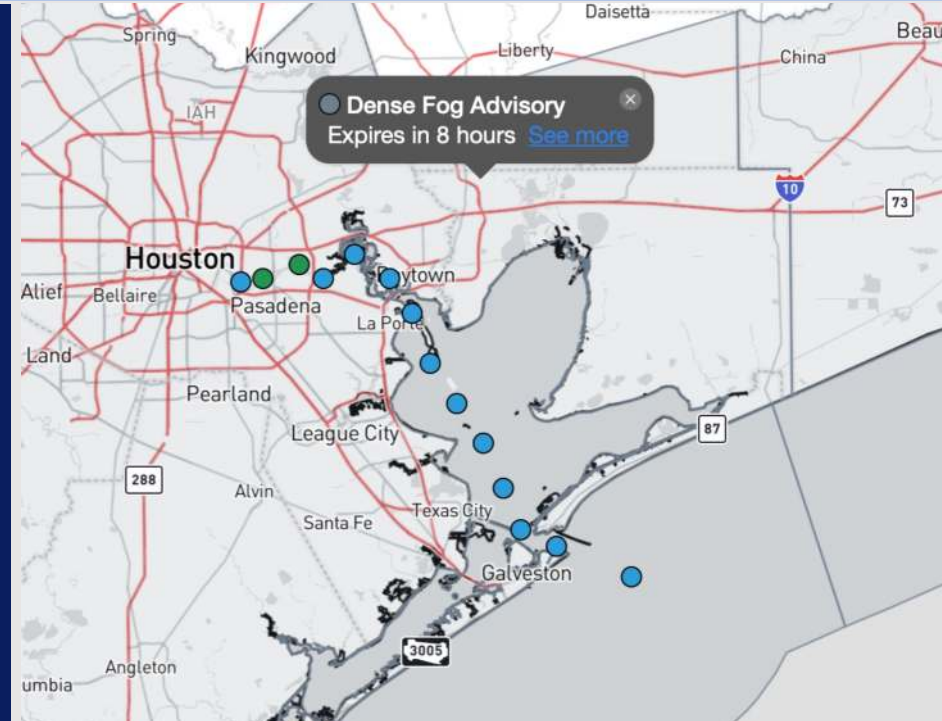 Daisetta
Spring
Beau
Kingwood
Liberty
China
Dense Fog Advisory
IAH
Expires in 8 hours See more
10
73
Houston
Baytown
Alief
Bellaire
Pasadena
La Porte
Land
Pearland
League City
87
288
Alvin
Texas City
Santa Fe
Galveston
3005
Angleton
umbia